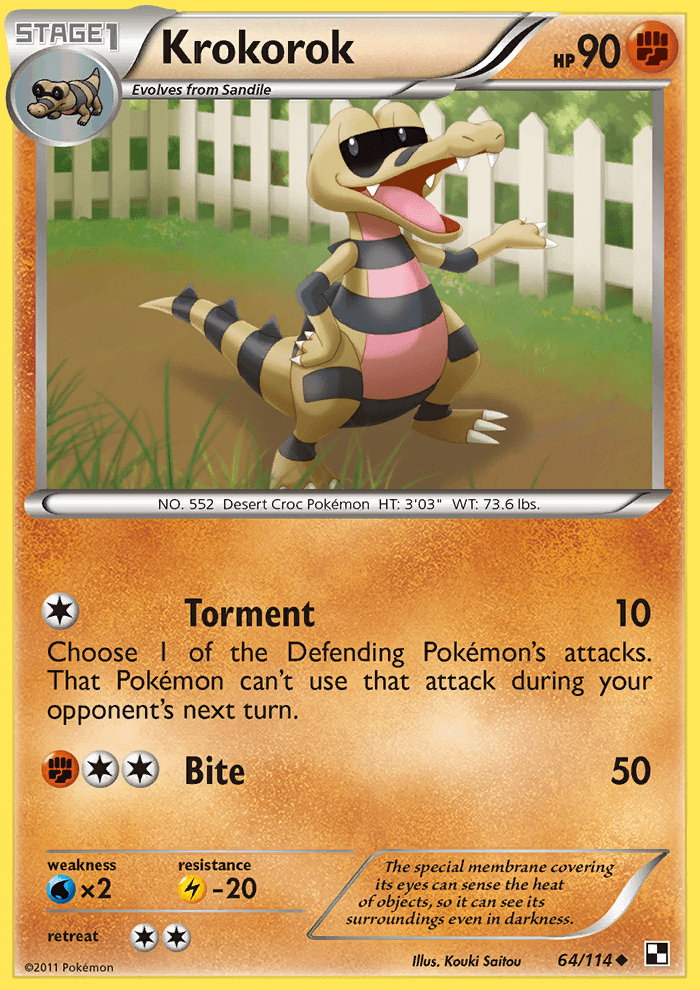 STAGE1
Krokorok
HP90
Evolves from Sandile
NO. 552 Desert Croc Pokémon HT: 3'03" WT: 73.6 lbs.
Torment 10
Choose 1 of the Defending Pokémon's attacks.
That Pokémon can't use that attack during your
opponent's next turn.
Bite 50
weakness
×2
resistance
-20
retreat
The special membrane covering
its eyes can sense the heat
of objects, so it can see its
surroundings even in darkness.
Illus. Kouki Saitou 64/114
©2011 Pokémon